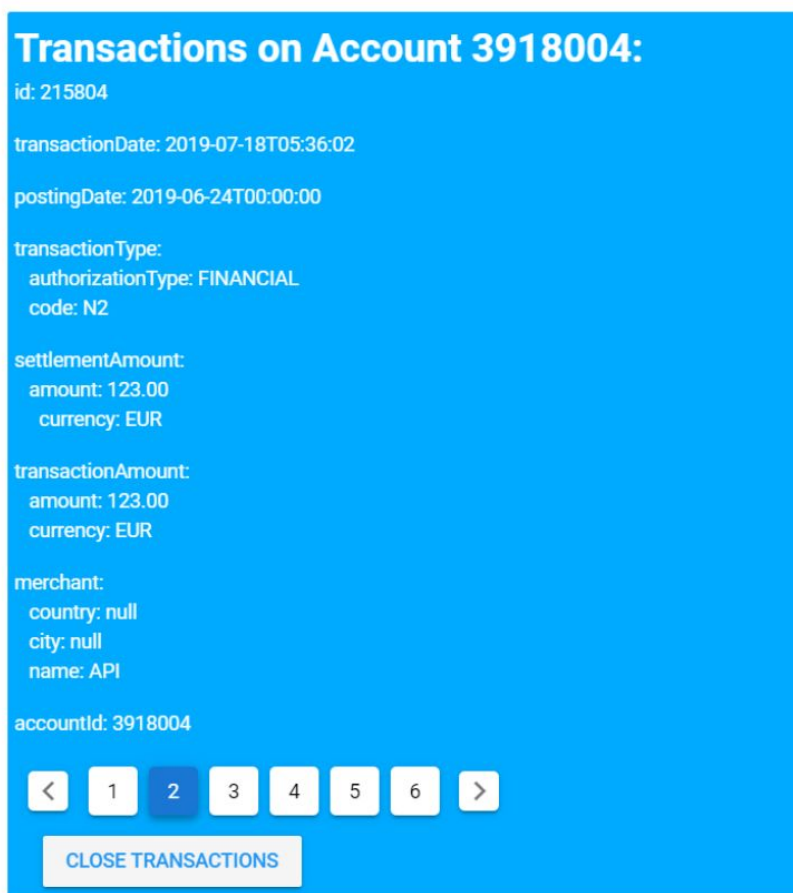 Transactions on Account 3918004:
id: 215804
transactionDate: 2019-07-18T05:36:02
postingDate: 2019-06-24T00:00:00
transactionType:
authorizationType: FINANCIAL
code: N2
settlementAmount:
amount: 123.00
currency: EUR
transactionAmount:
amount: 123.00
currency: EUR
merchant:
country: null
city: null
name: API
accountId: 3918004
< 1 2 3 4 5 6 >
CLOSE TRANSACTIONS